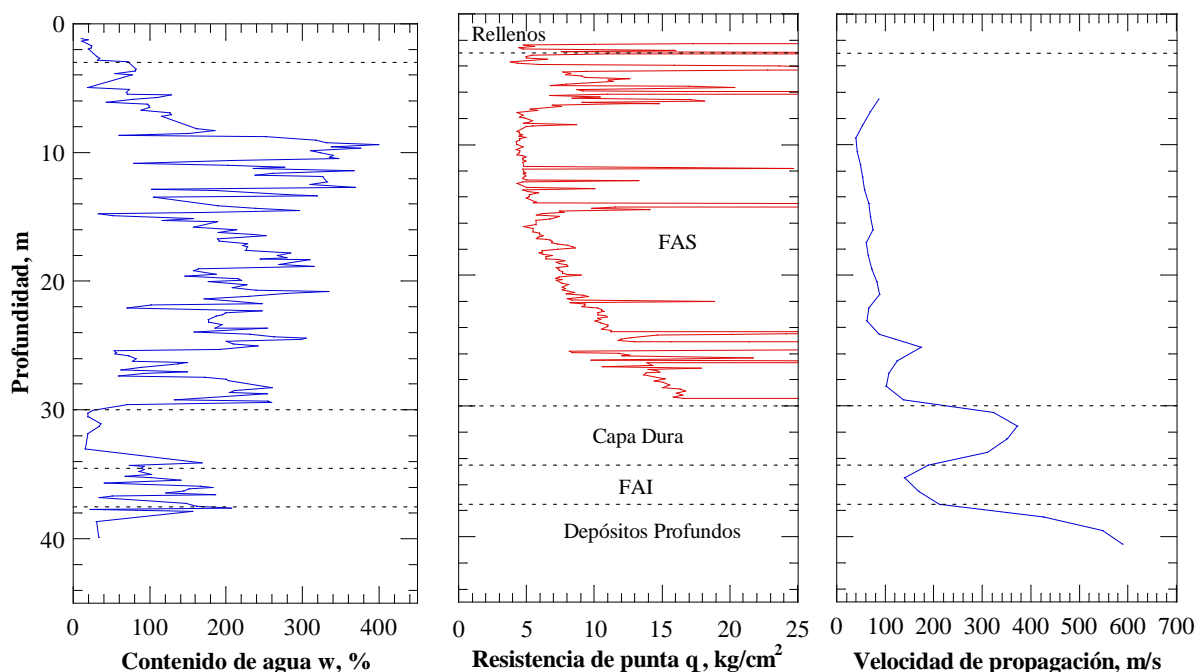 Profundidad, m
0
10
20
30
40
0 100 200 300 400
Contenido de agua w, %
Rellenos
FAS
Capa Dura
FAI
Depósitos Profundos
0 5 10 15 20 25
Resistencia de punta q , kg/cm²
0 100 200 300 400 500 600 700
Velocidad de propagación, m/s